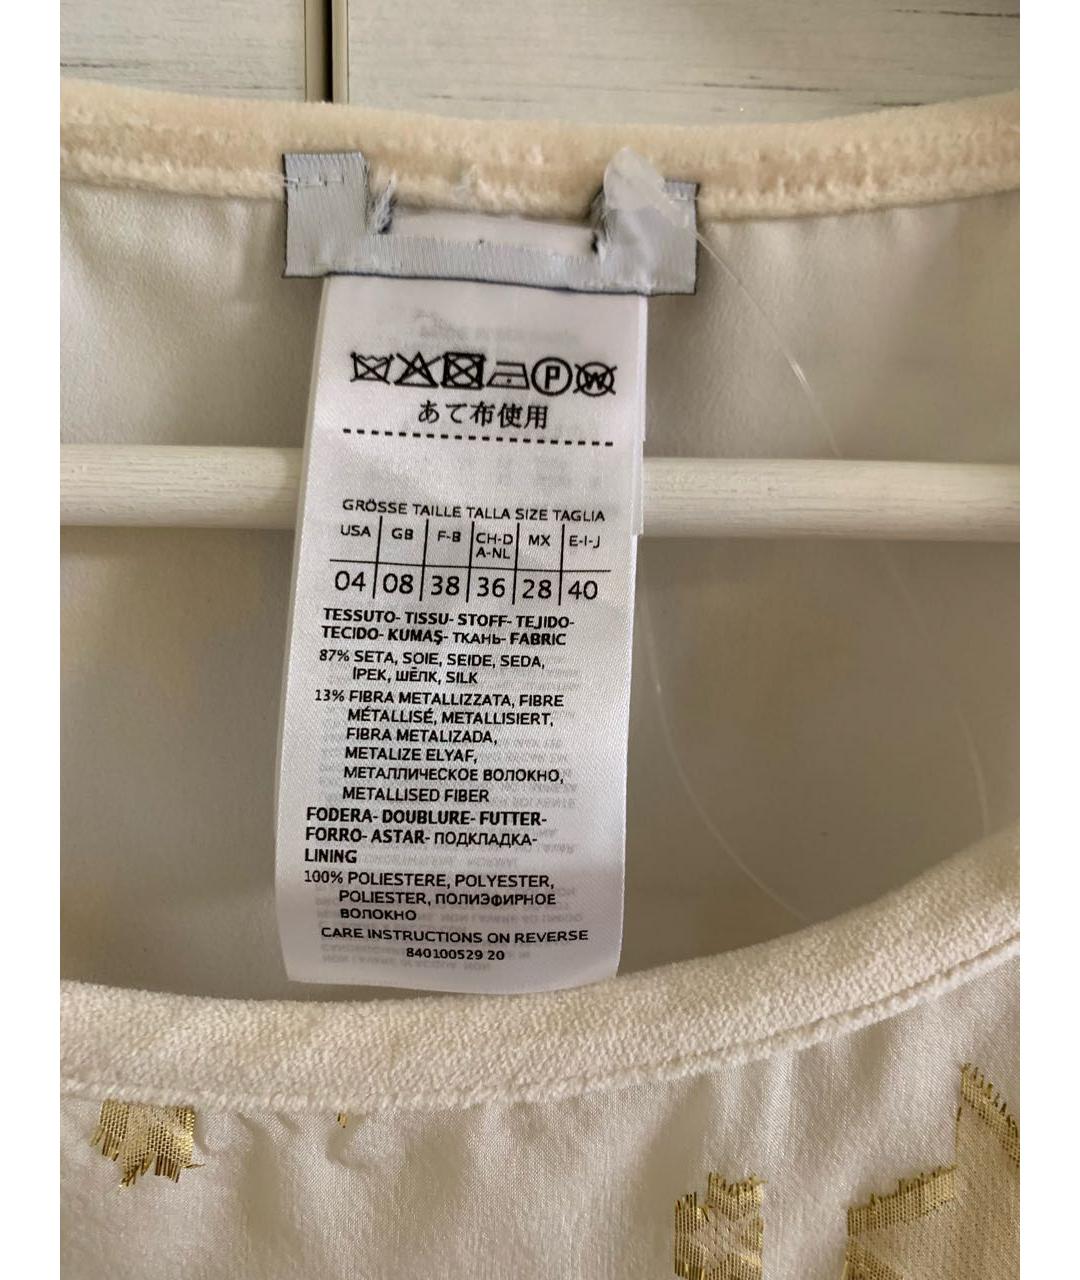 P W
あて布使用
GRÖSSE TAILLE TALLA SIZE TAGLIA
USA GB F-B CH-D A-NL MX E-I-J
04 08 38 36 28 40
TESSUTO- TISSU- STOFF- TEJIDO-
TECIDO- KUMAŞ- ТКАНЬ- FABRIC
87% SETA, SOIE, SEIDE, SEDA,
İPEK, ШЁЛК, SILK
13% FIBRA METALLIZZATA, FIBRE
MÉTALLISÉ, METALLISIERT,
FIBRA METALIZADA,
METALIZE ELYAF,
МЕТАЛЛИЧЕСКОЕ ВОЛОКНО,
METALLISED FIBER
FODERA- DOUBLURE- FUTTER-
FORRO- ASTAR- ПОДКЛАДКА-
LINING
100% POLIESTERE, POLYESTER,
POLIESTER, ПОЛИЭФИРНОЕ
ВОЛОКНО
CARE INSTRUCTIONS ON REVERSE
840100529 20